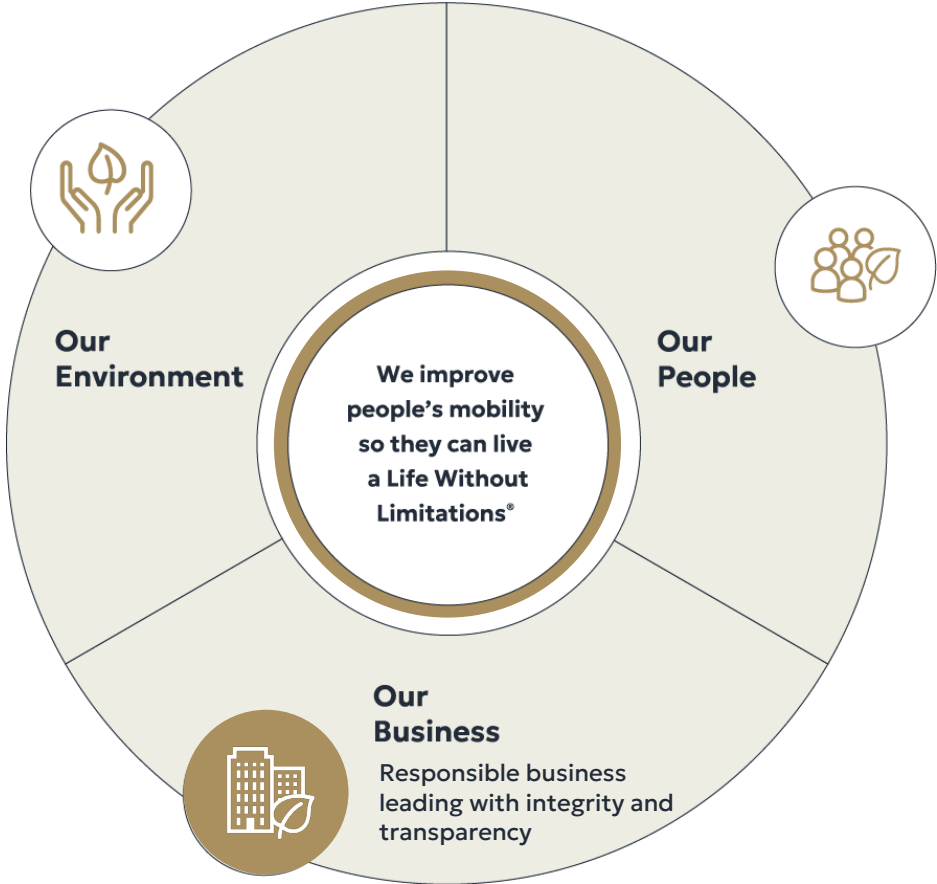 Our
Environment
Our
People
We improve
people’s mobility
so they can live
a Life Without
Limitations®
Our
Business
Responsible business
leading with integrity and
transparency